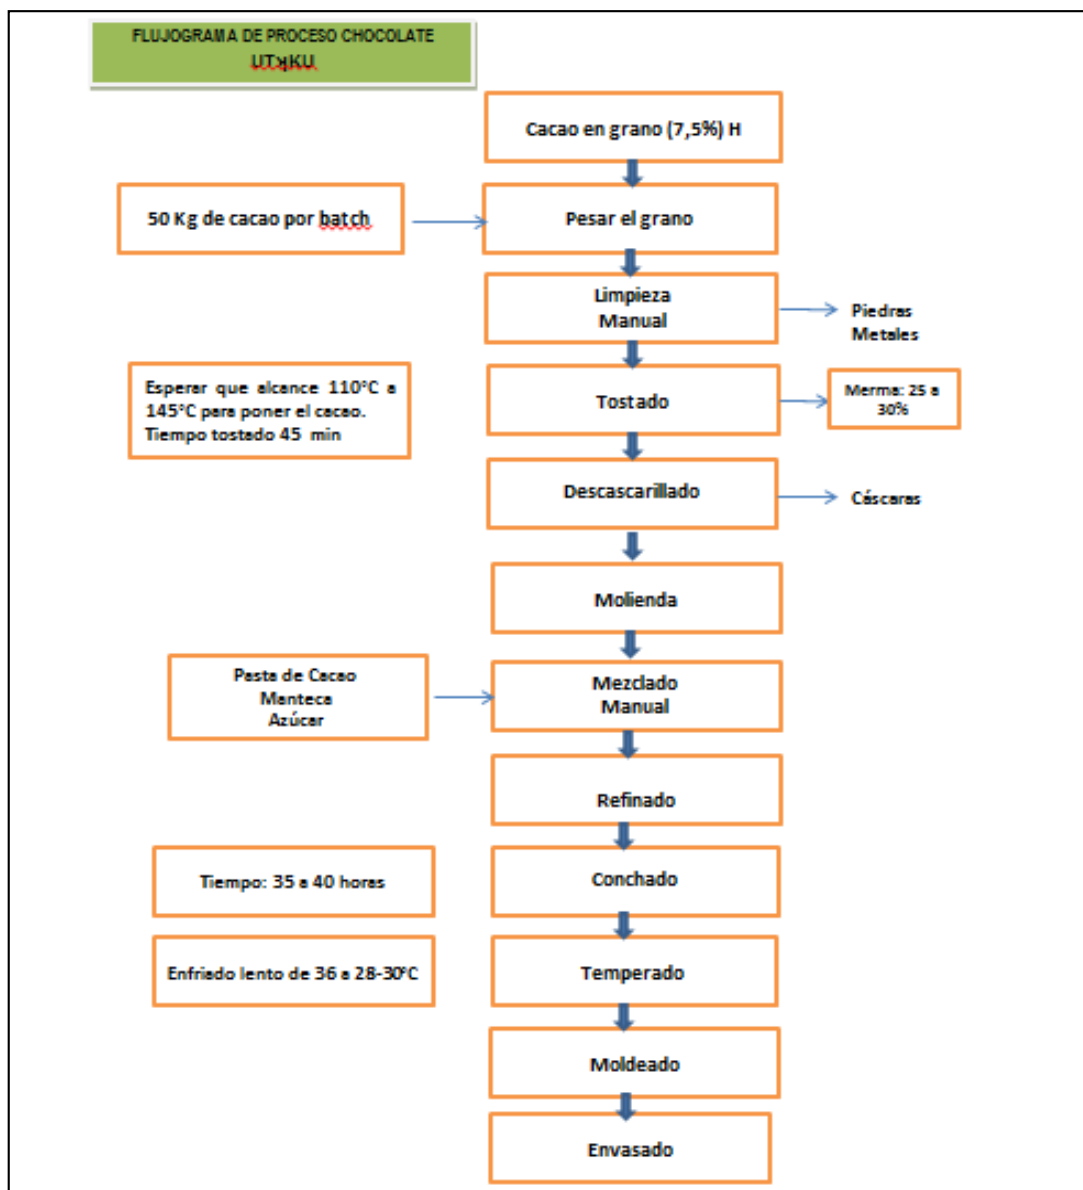 FLUJOGRAMA DE PROCESO CHOCOLATE
UTʞKU
Cacao en grano (7,5%) H
50 Kg de cacao por batch
Pesar el grano
Limpieza
Manual
Piedras
Metales
Esperar que alcance 110°C a
145°C para poner el cacao.
Tiempo tostado 45 min
Tostado
Merma: 25 a
30%
Descascarillado
Cáscaras
Molienda
Pasta de Cacao
Manteca
Azúcar
Mezclado
Manual
Refinado
Tiempo: 35 a 40 horas
Conchado
Enfriado lento de 36 a 28-30°C
Temperado
Moldeado
Envasado